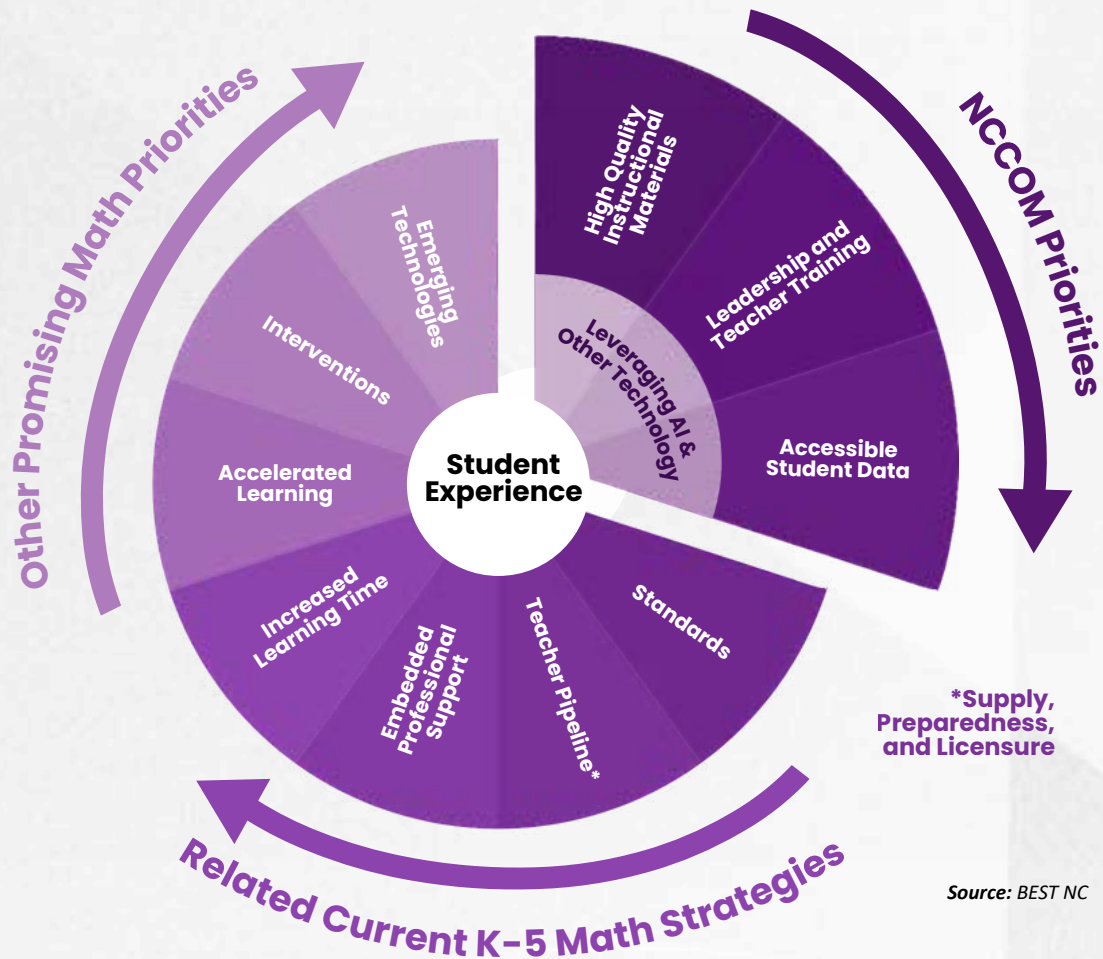 NCCOM Priorities
High Quality
Instructional
Materials
Leadership and
Teacher Training
Accessible
Student Data
Leveraging AI &
Other Technology
Student
Experience
Standards
Teacher Pipeline*
Embedded
Professional
Support
Increased
Learning Time
Related Current K-5 Math Strategies
Accelerated
Learning
Interventions
Emerging
Technologies
Other Promising Math Priorities
*Supply,
Preparedness,
and Licensure
Source: BEST NC